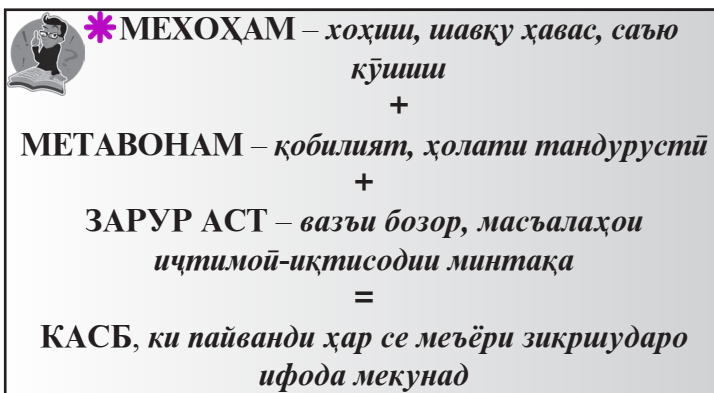 МЕХОҲАМ – хоҳиш, шавқу ҳавас, саъю
кӯшиш
+
МЕТАВОНАМ – қобилият, ҳолати тандурустӣ
+
ЗАРУР АСТ – вазъи бозор, масъалаҳои
иҷтимоӣ-иқтисодии минтақа
=
КАСБ, ки пайванди ҳар се меъёри зикршударо
ифода мекунад